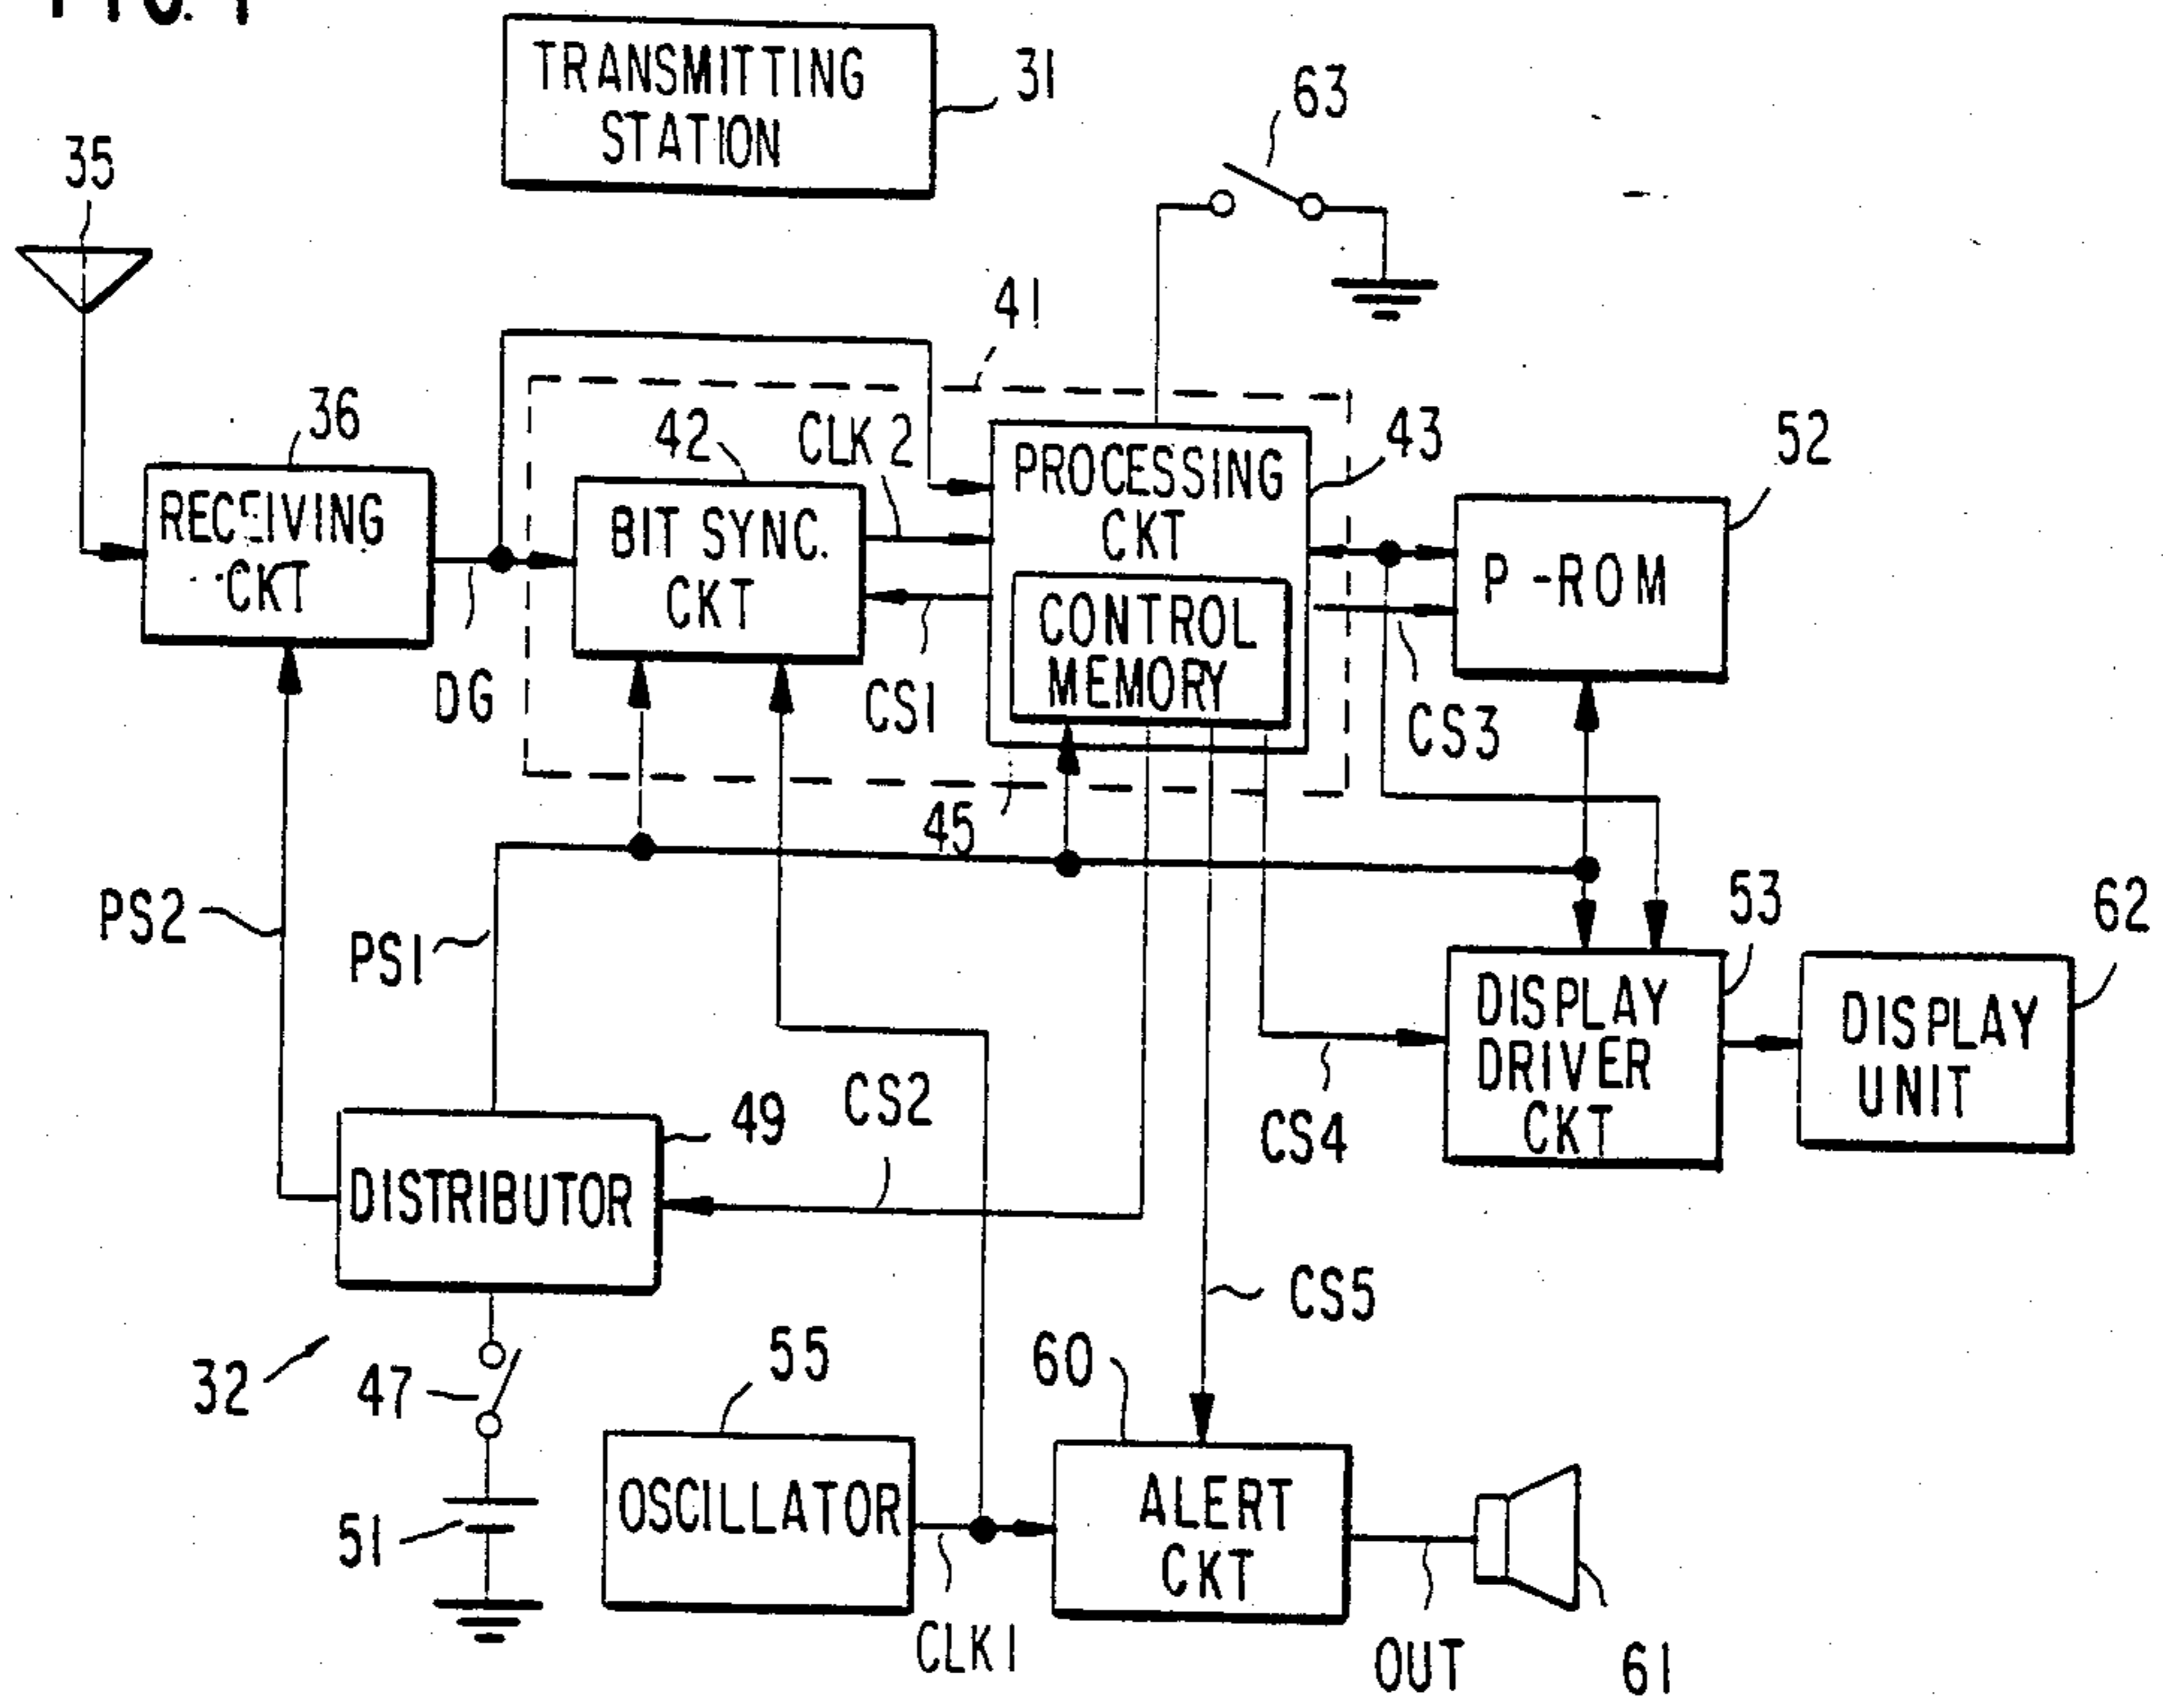 FIG. 1
TRANSMITTING
STATION
31
63
35
41
36
42
CLK 2
43
52
RECEIVING
CKT
BIT SYNC.
CKT
PROCESSING
CKT
CONTROL
MEMORY
P-ROM
DG
CS1
CS3
45
PS2
PS1
53
62
DISPLAY
DRIVER
CKT
DISPLAY
UNIT
49
CS2
CS4
DISTRIBUTOR
CS5
32
47
55
60
51
OSCILLATOR
ALERT
CKT
CLK1
OUT
61